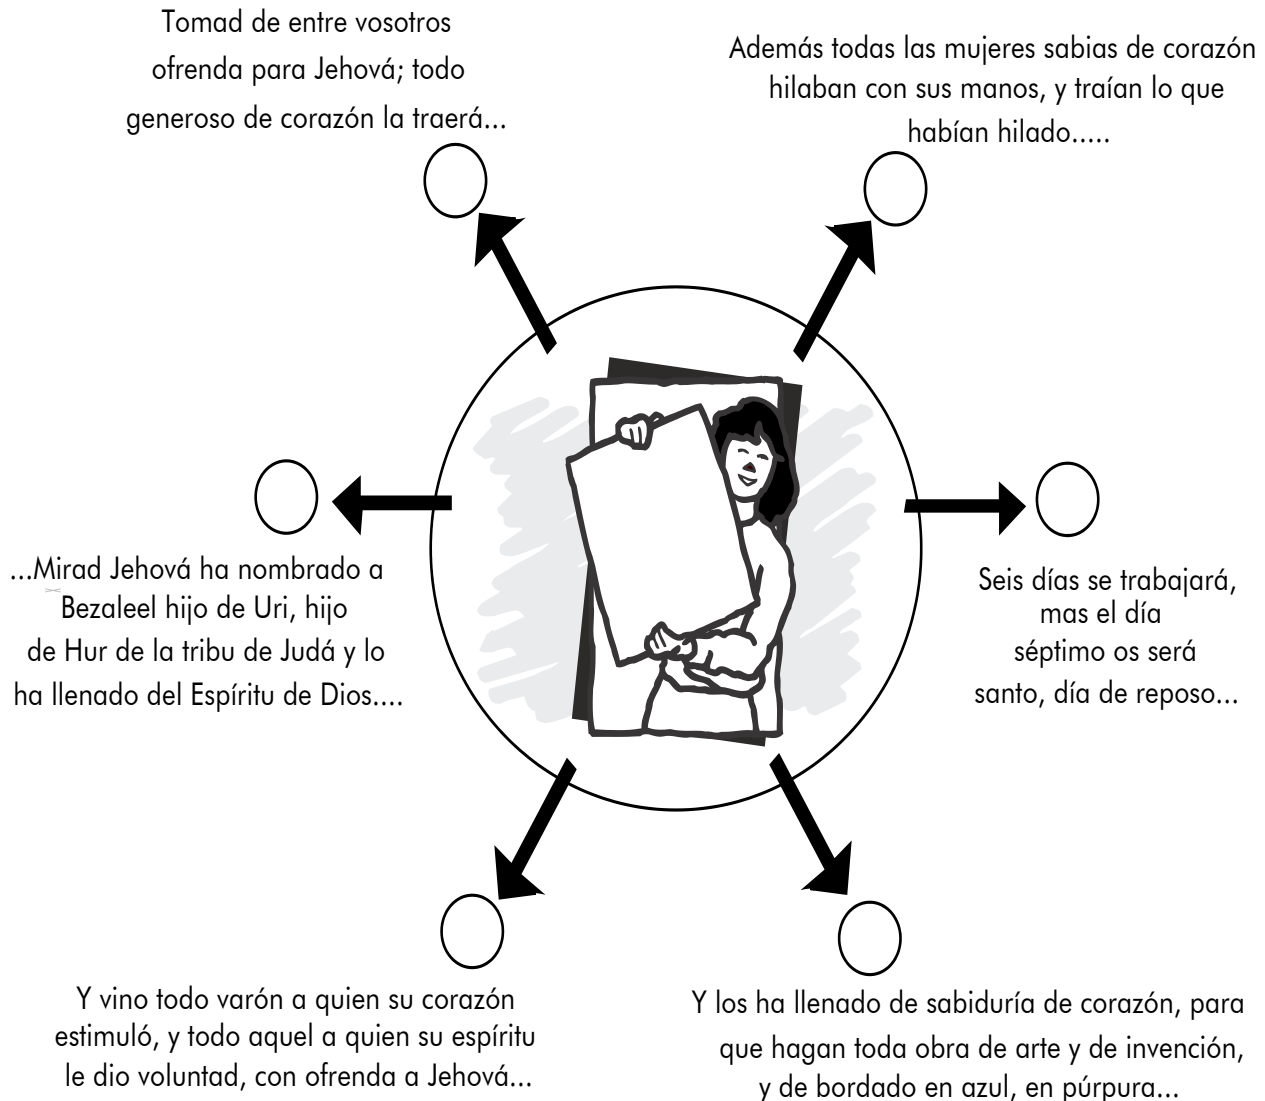 Tomad de entre vosotros
ofrenda para Jehová; todo
generoso de corazón la traerá...
Además todas las mujeres sabias de corazón
hilaban con sus manos, y traían lo que
habían hilado.....
...Mirad Jehová ha nombrado a
Bezaleel hijo de Uri, hijo
de Hur de la tribu de Judá y lo
ha llenado del Espíritu de Dios....
Seis días se trabajará,
mas el día
séptimo os será
santo, día de reposo...
Y vino todo varón a quien su corazón
estimuló, y todo aquel a quien su espíritu
le dio voluntad, con ofrenda a Jehová...
Y los ha llenado de sabiduría de corazón, para
que hagan toda obra de arte y de invención,
y de bordado en azul, en púrpura...